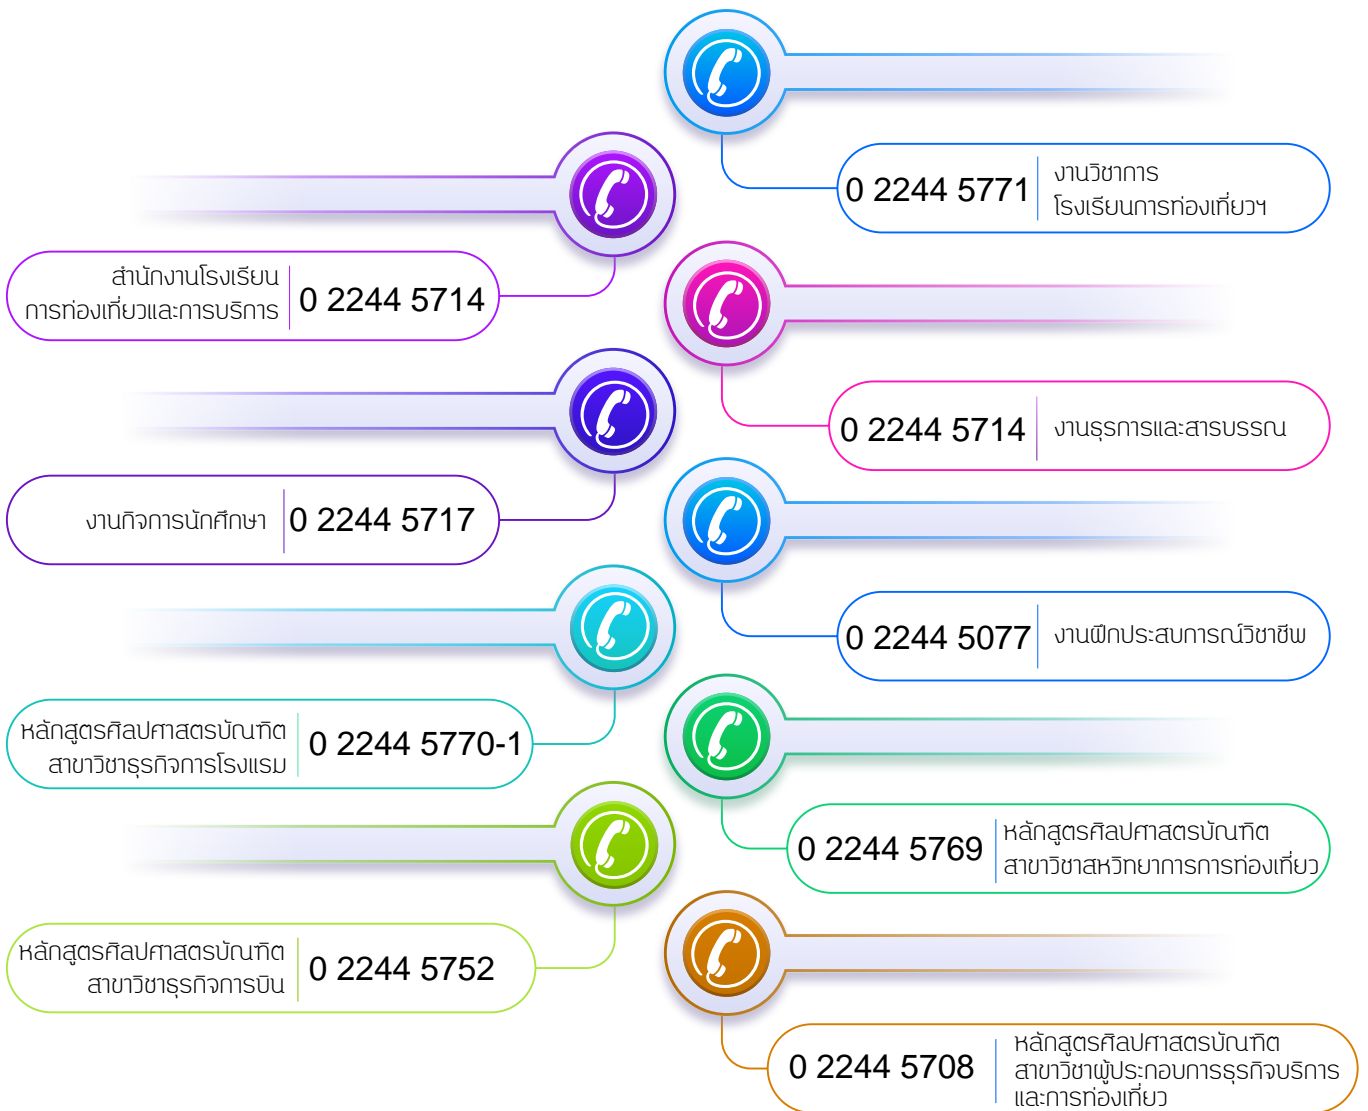 งานวิชาการ
โรงเรียนการท่องเที่ยวฯ
0 2244 5771
สำนักงานโรงเรียน
การท่องเที่ยวและการบริการ
0 2244 5714
0 2244 5714
งานธุรการและสารบรรณ
งานกิจการนักศึกษา
0 2244 5717
0 2244 5077
งานฝึกประสบการณ์วิชาชีพ
หลักสูตรศิลปศาสตรบัณฑิต
สาขาวิชาธุรกิจการโรงแรม
0 2244 5770-1
0 2244 5769
หลักสูตรศิลปศาสตรบัณฑิต
สาขาวิชาสหวิทยาการการท่องเที่ยว
หลักสูตรศิลปศาสตรบัณฑิต
สาขาวิชาธุรกิจการบิน
0 2244 5752
0 2244 5708
หลักสูตรศิลปศาสตรบัณฑิต
สาขาวิชาผู้ประกอบการธุรกิจบริการ
และการท่องเที่ยว